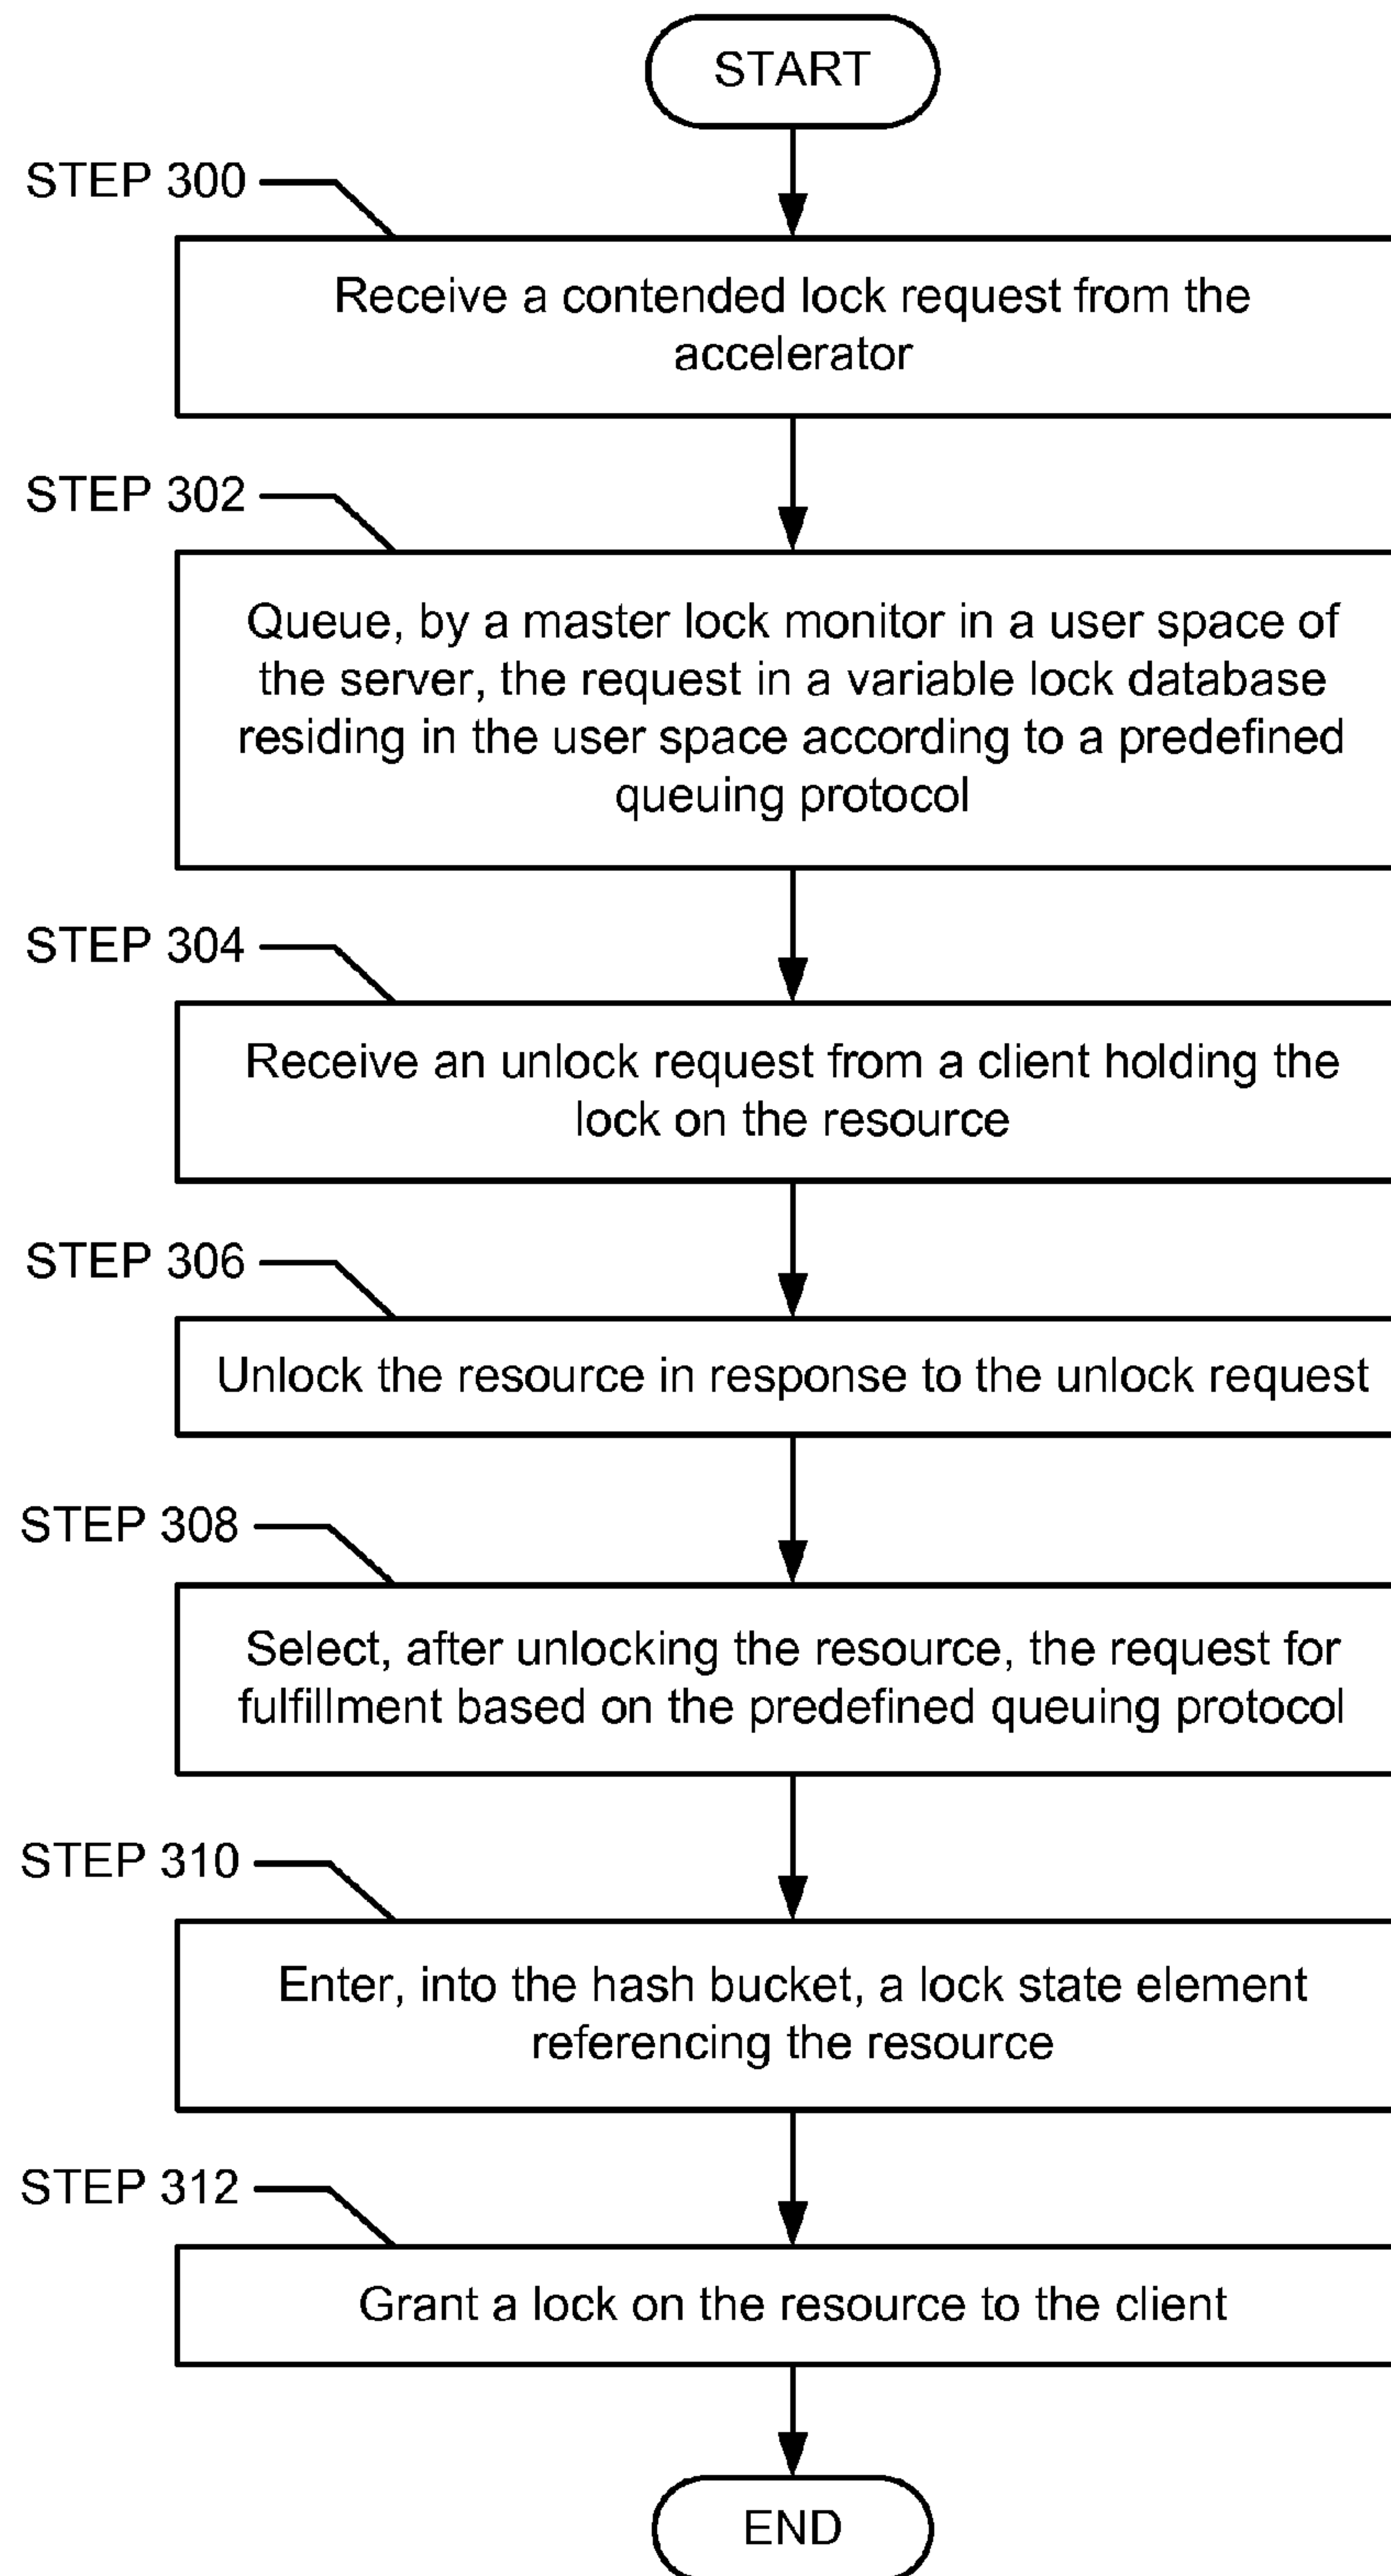 START
STEP 300
Receive a contended lock request from the
accelerator
STEP 302
Queue, by a master lock monitor in a user space of
the server, the request in a variable lock database
residing in the user space according to a predefined
queuing protocol
STEP 304
Receive an unlock request from a client holding the
lock on the resource
STEP 306
Unlock the resource in response to the unlock request
STEP 308
Select, after unlocking the resource, the request for
fulfillment based on the predefined queuing protocol
STEP 310
Enter, into the hash bucket, a lock state element
referencing the resource
STEP 312
Grant a lock on the resource to the client
END